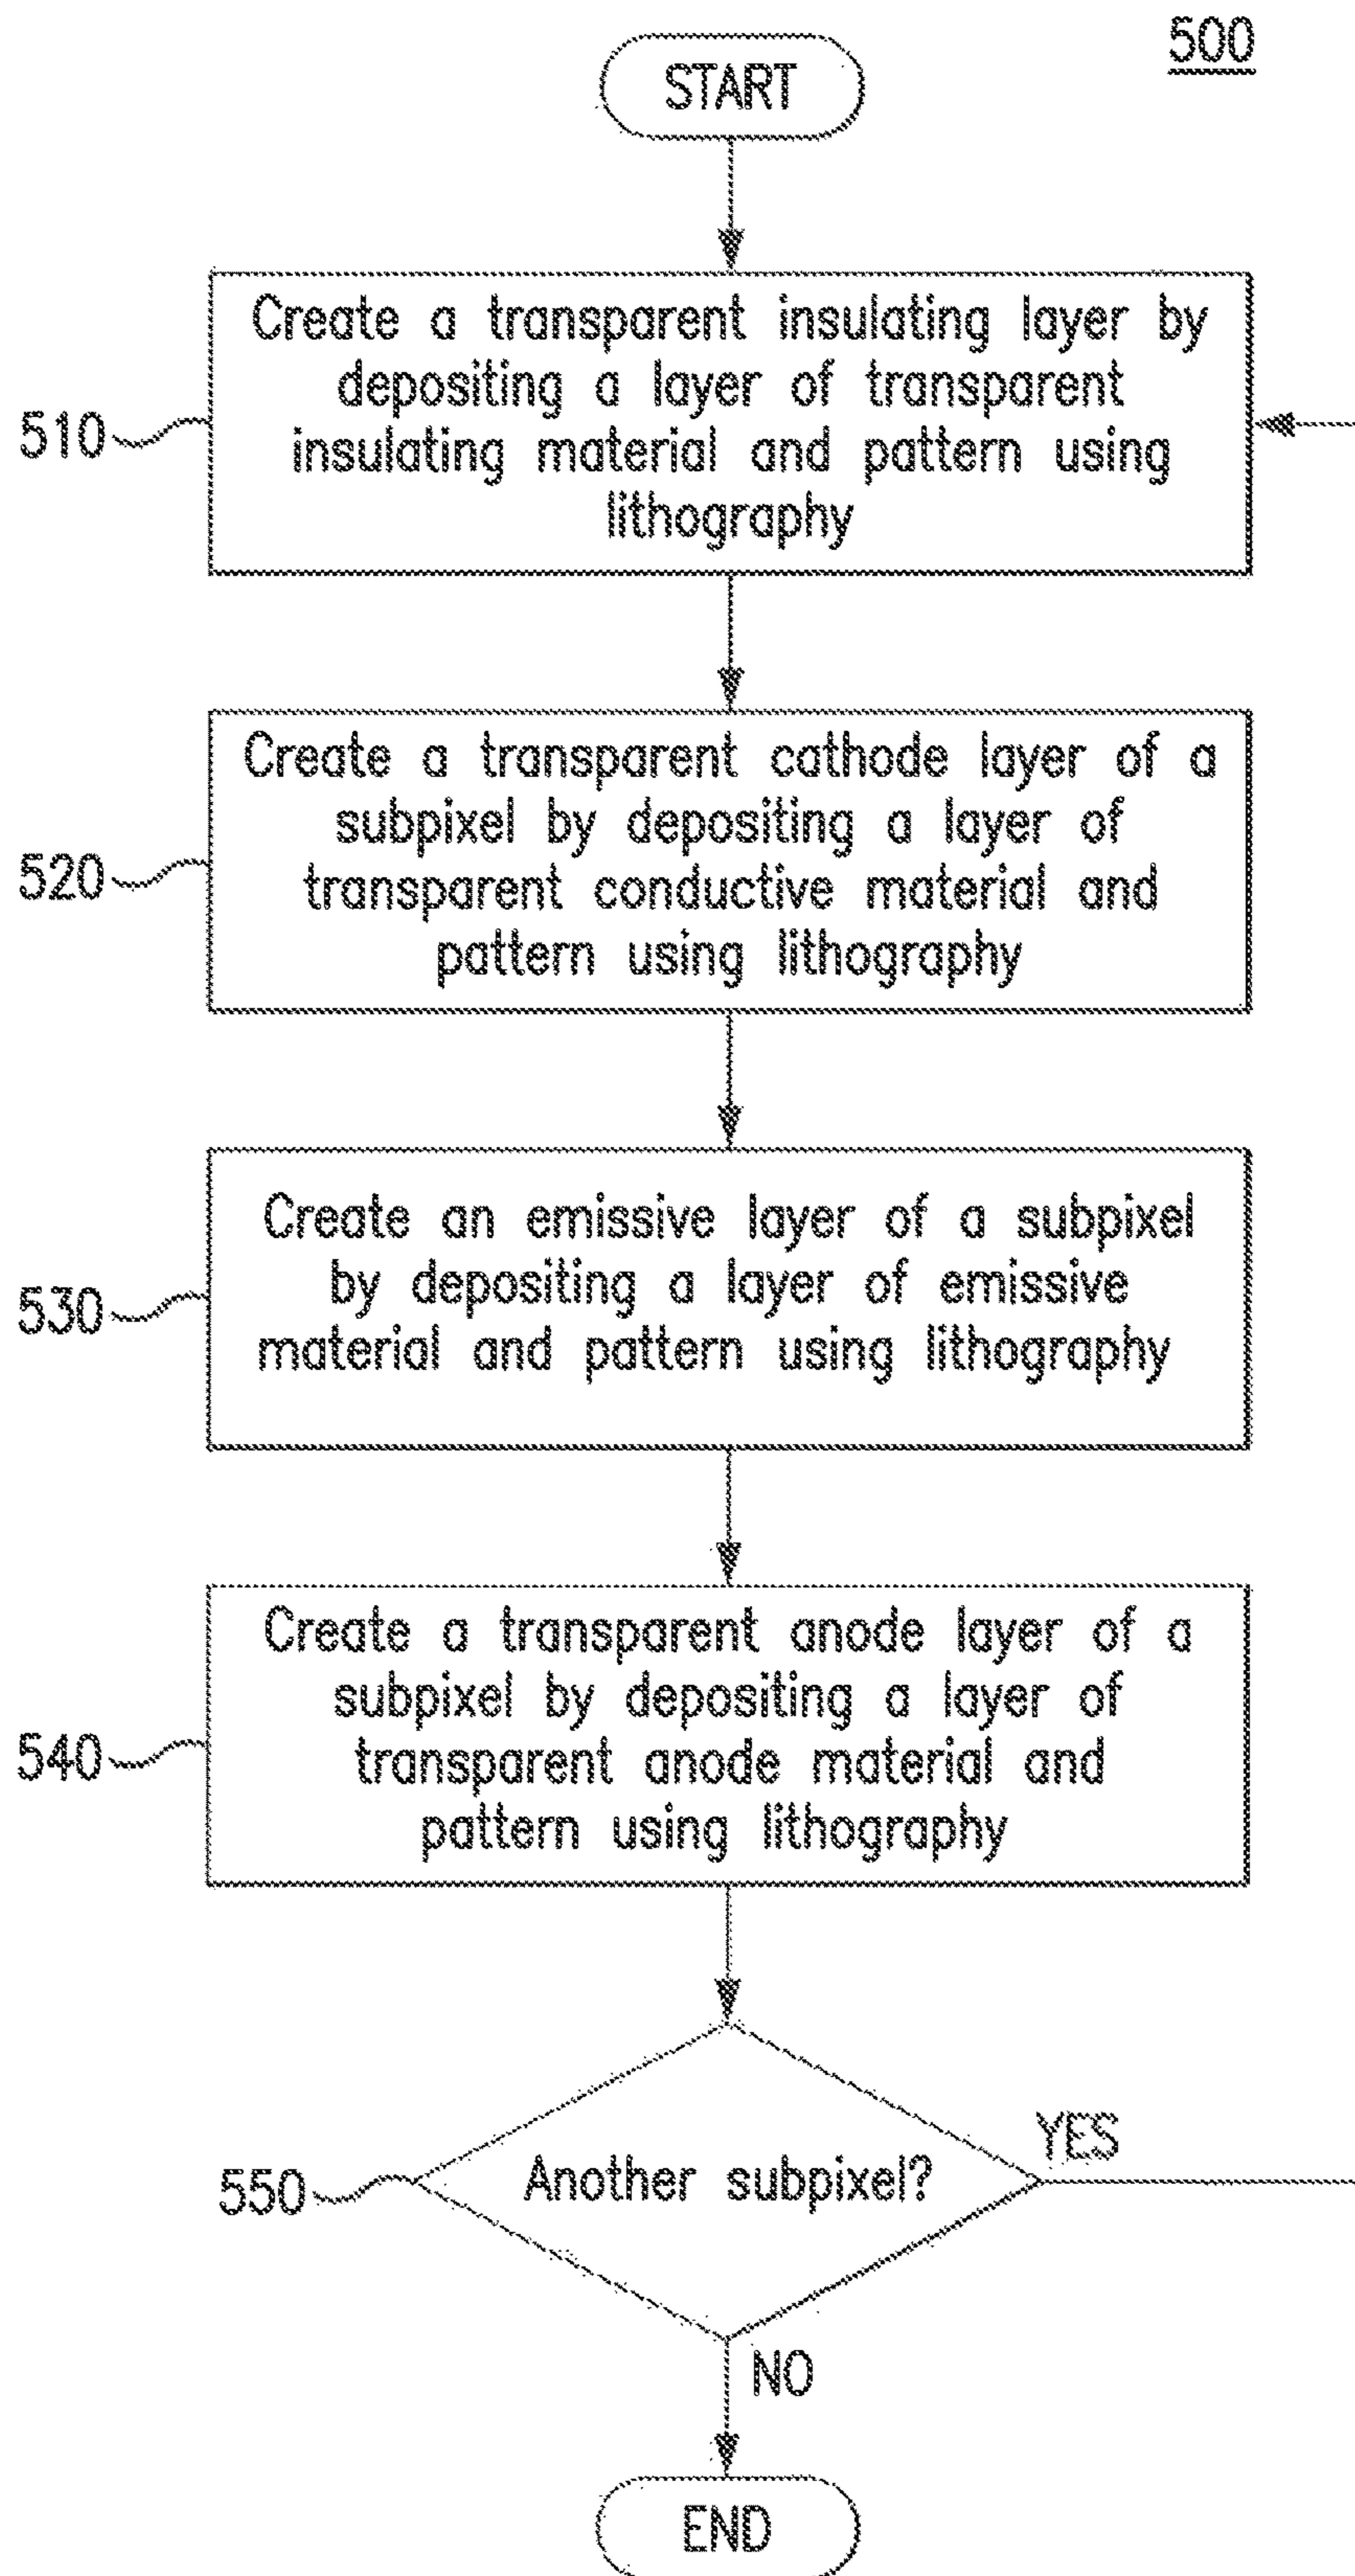 500
START
Create a transparent insulating layer by
depositing a layer of transparent
insulating material and pattern using
lithography
510
Create a transparent cathode layer of a
subpixel by depositing a layer of
transparent conductive material and
pattern using lithography
520
Create an emissive layer of a subpixel
by depositing a layer of emissive
material and pattern using lithography
530
Create a transparent anode layer of a
subpixel by depositing a layer of
transparent anode material and
pattern using lithography
540
Another subpixel?
550
YES
NO
END